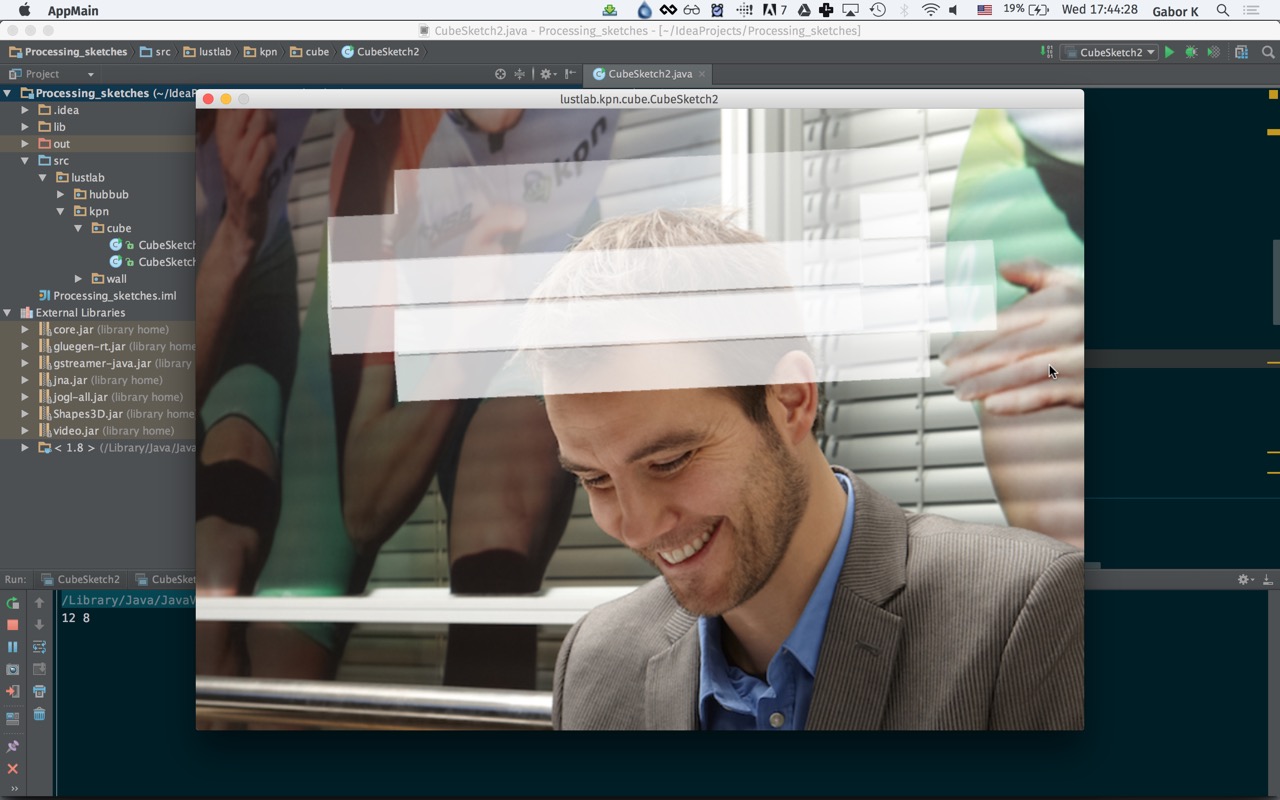 AppMain
7
19%
Wed 17:44:28
Gabor K
CubeSketch2.java - Processing_sketches - [~/IdeaProjects/Processing_sketches]
Processing_sketches
src
lustlab
kpn
cube
CubeSketch2
CubeSketch2
Project
CubeSketch2.java
Processing_sketches (~/IdeaP
lustlab.kpn.cube.CubeSketch2
.idea
lib
out
src
lustlab
hubbub
kpn
cube
CubeSketch
CubeSketch
wall
Processing_sketches.iml
External Libraries
core.jar (library home)
gluegen-rt.jar (library home
gstreamer-java.jar (library
jna.jar (library home)
jogl-all.jar (library home)
Shapes3D.jar (library home)
video.jar (library home)
< 1.8 > (/Library/Java/Java
kpn
kpn
Run:
CubeSketch2
CubeSket
/Library/Java/JavaV
12 8